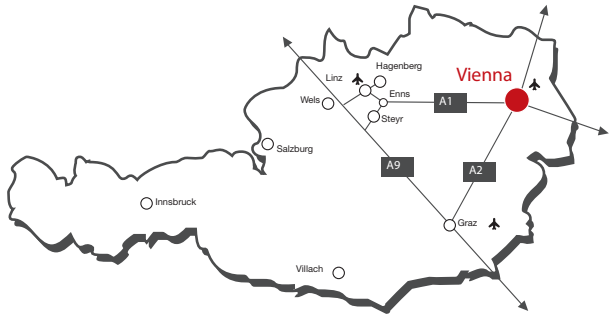 Hagenberg
Linz
Vienna
Wels
Enns
A1
Steyr
Salzburg
A9
A2
Innsbruck
Graz
Villach